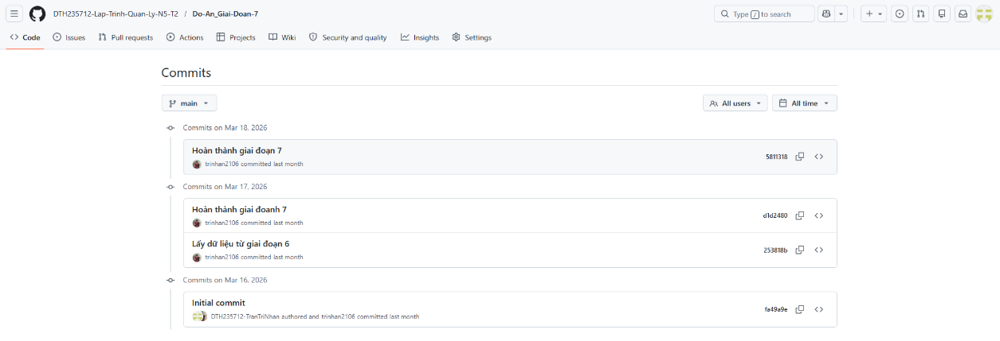 DTH235712-Lap-Trinh-Quan-Ly-N5-T2 / Do-An_Giai-Doan-7
Type / to search
Code Issues Pull requests Actions Projects Wiki Security and quality Insights Settings
Commits
main All users All time
Commits on Mar 18, 2026
Hoàn thành giai đoạn 7
5811318
trinhan2106 committed last month
Commits on Mar 17, 2026
Hoàn thành giai đoanh 7
d1d2480
trinhan2106 committed last month
Lấy dữ liệu từ giai đoạn 6
253818b
trinhan2106 committed last month
Commits on Mar 16, 2026
Initial commit
fa49a9e
DTH235712-TranTriNhan authored and trinhan2106 committed last month